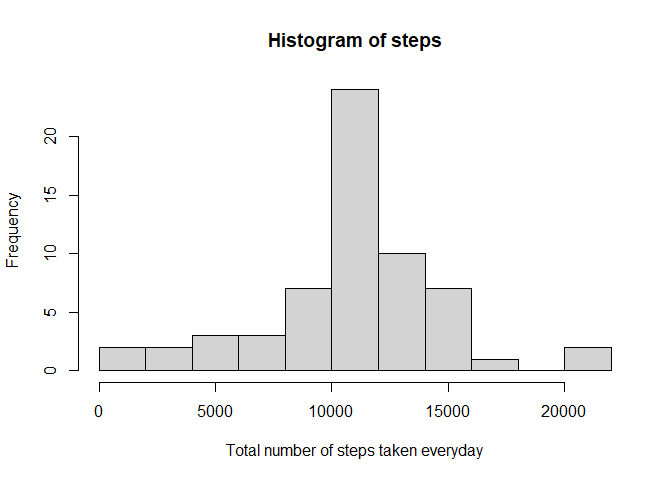 Histogram of steps
Frequency
20
15
10
5
0
0 5000 10000 15000 20000
Total number of steps taken everyday